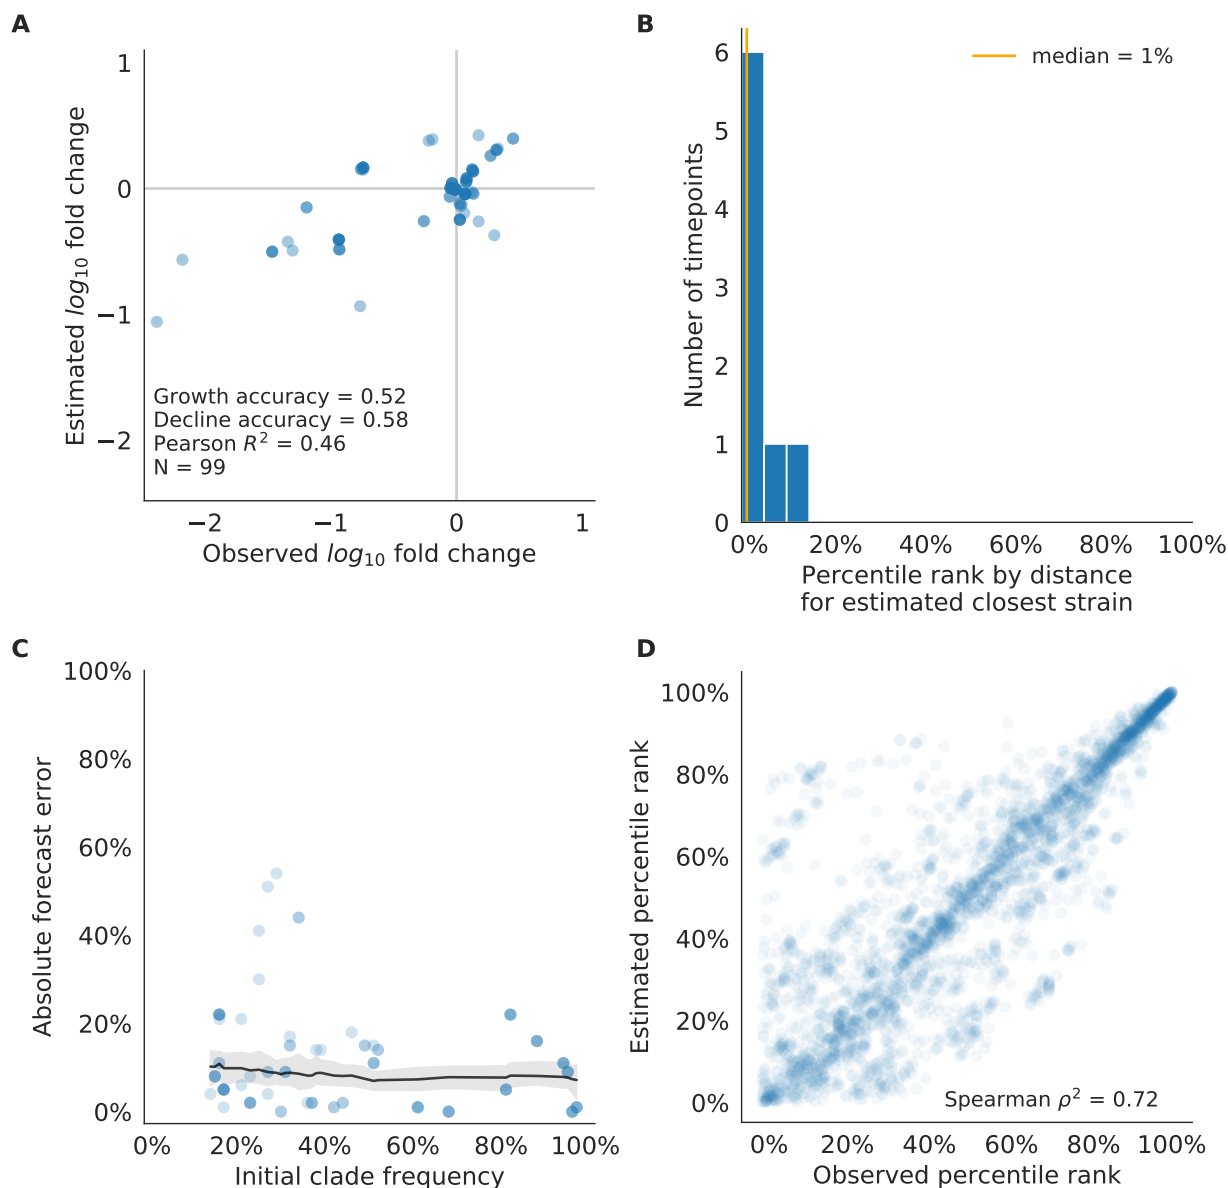 A
1
0
−1
−2
Estimated log10 fold change
Growth accuracy = 0.52
Decline accuracy = 0.58
Pearson R² = 0.46
N = 99
−2 −1 0 1
Observed log10 fold change
B
median = 1%
6
5
4
3
2
1
0
Number of timepoints
0% 20% 40% 60% 80% 100%
Percentile rank by distance
for estimated closest strain
C
100%
80%
60%
40%
20%
0%
Absolute forecast error
0% 20% 40% 60% 80% 100%
Initial clade frequency
D
100%
80%
60%
40%
20%
0%
Estimated percentile rank
Spearman ρ² = 0.72
0% 20% 40% 60% 80% 100%
Observed percentile rank